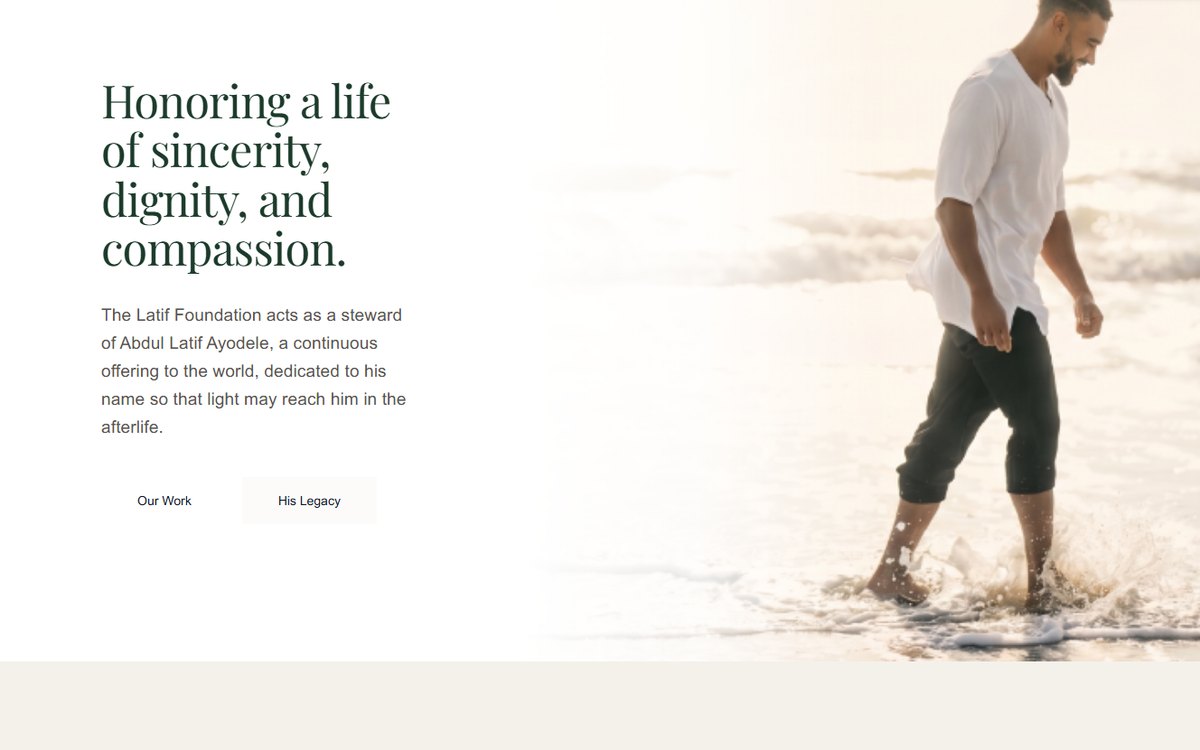 Honoring a life
of sincerity,
dignity, and
compassion.
The Latif Foundation acts as a steward
of Abdul Latif Ayodele, a continuous
offering to the world, dedicated to his
name so that light may reach him in the
afterlife.
Our Work
His Legacy